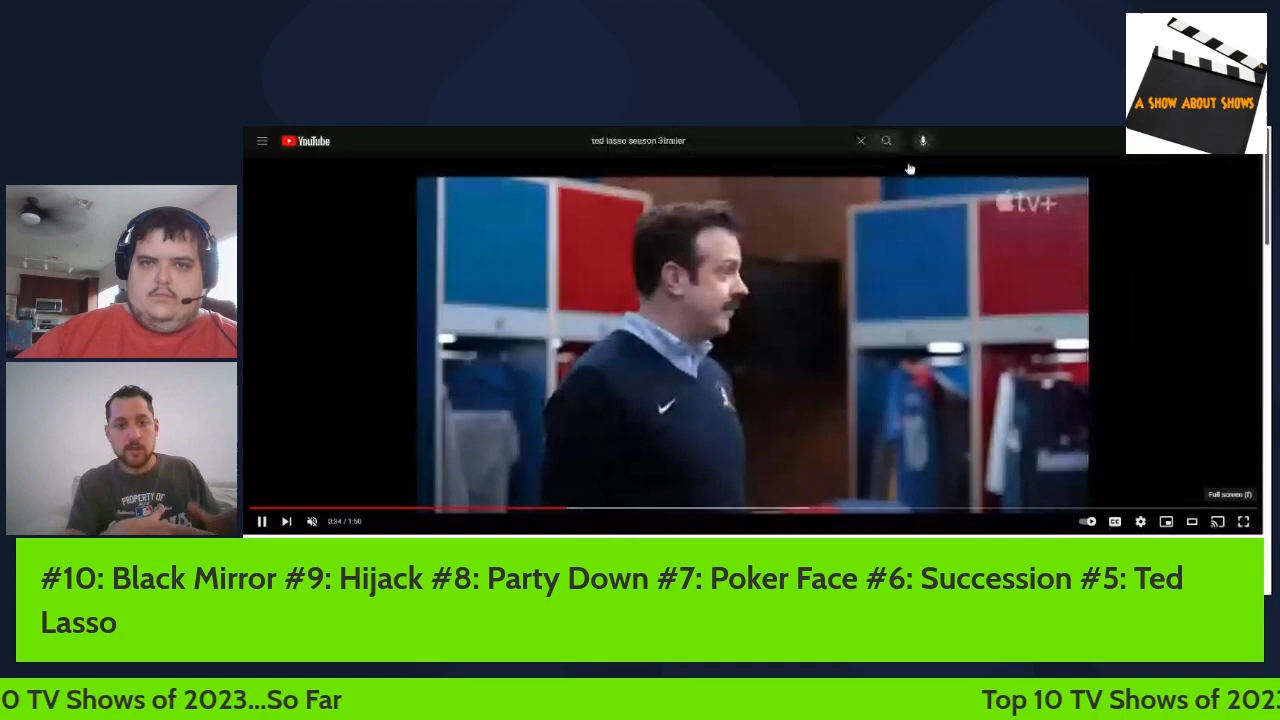 A SHOW ABOUT SHOWS
YouTube
ted lasso season 3trailer
tv+
PROPERTY OF
Full screen (f)
0:34 / 1:50
CC
#10: Black Mirror #9: Hijack #8: Party Down #7: Poker Face #6: Succession #5: Ted
Lasso
0 TV Shows of 2023...So Far
Top 10 TV Shows of 202